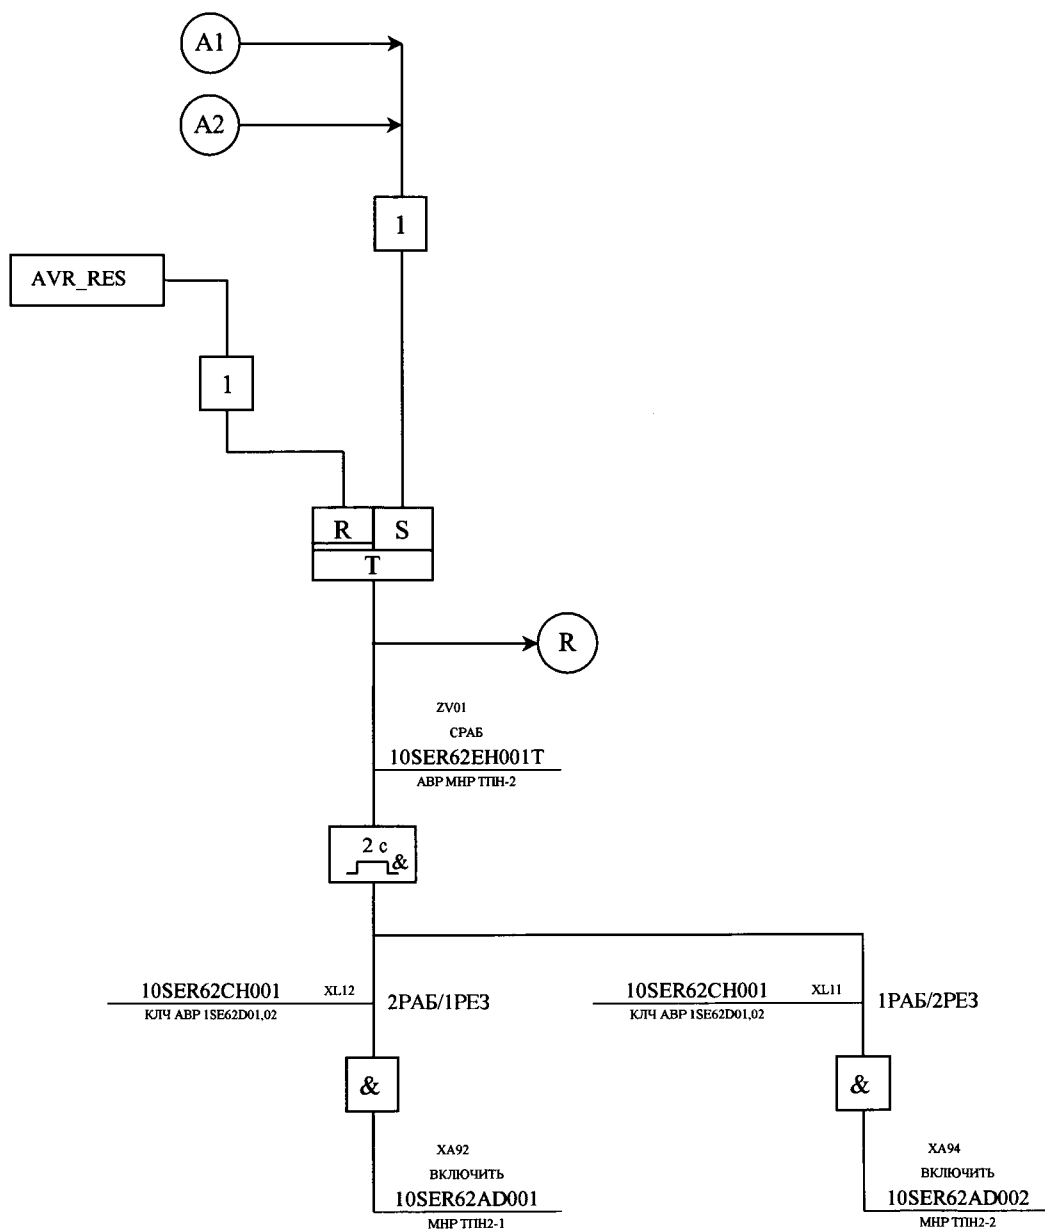 A1
A2
1
AVR_RES
1
R S
T
R
ZV01
СРАБ
10SER62EH001T
АВР МНР ТПН-2
2 с
&
10SER62CH001 XL12 2РАБ/1РЕЗ
КЛЧ АВР 1SE62D01,02
10SER62CH001 XL11 1РАБ/2РЕЗ
КЛЧ АВР 1SE62D01,02
&
&
XA92
ВКЛЮЧИТЬ
10SER62AD001
МНР ТПН2-1
XA94
ВКЛЮЧИТЬ
10SER62AD002
МНР ТПН2-2